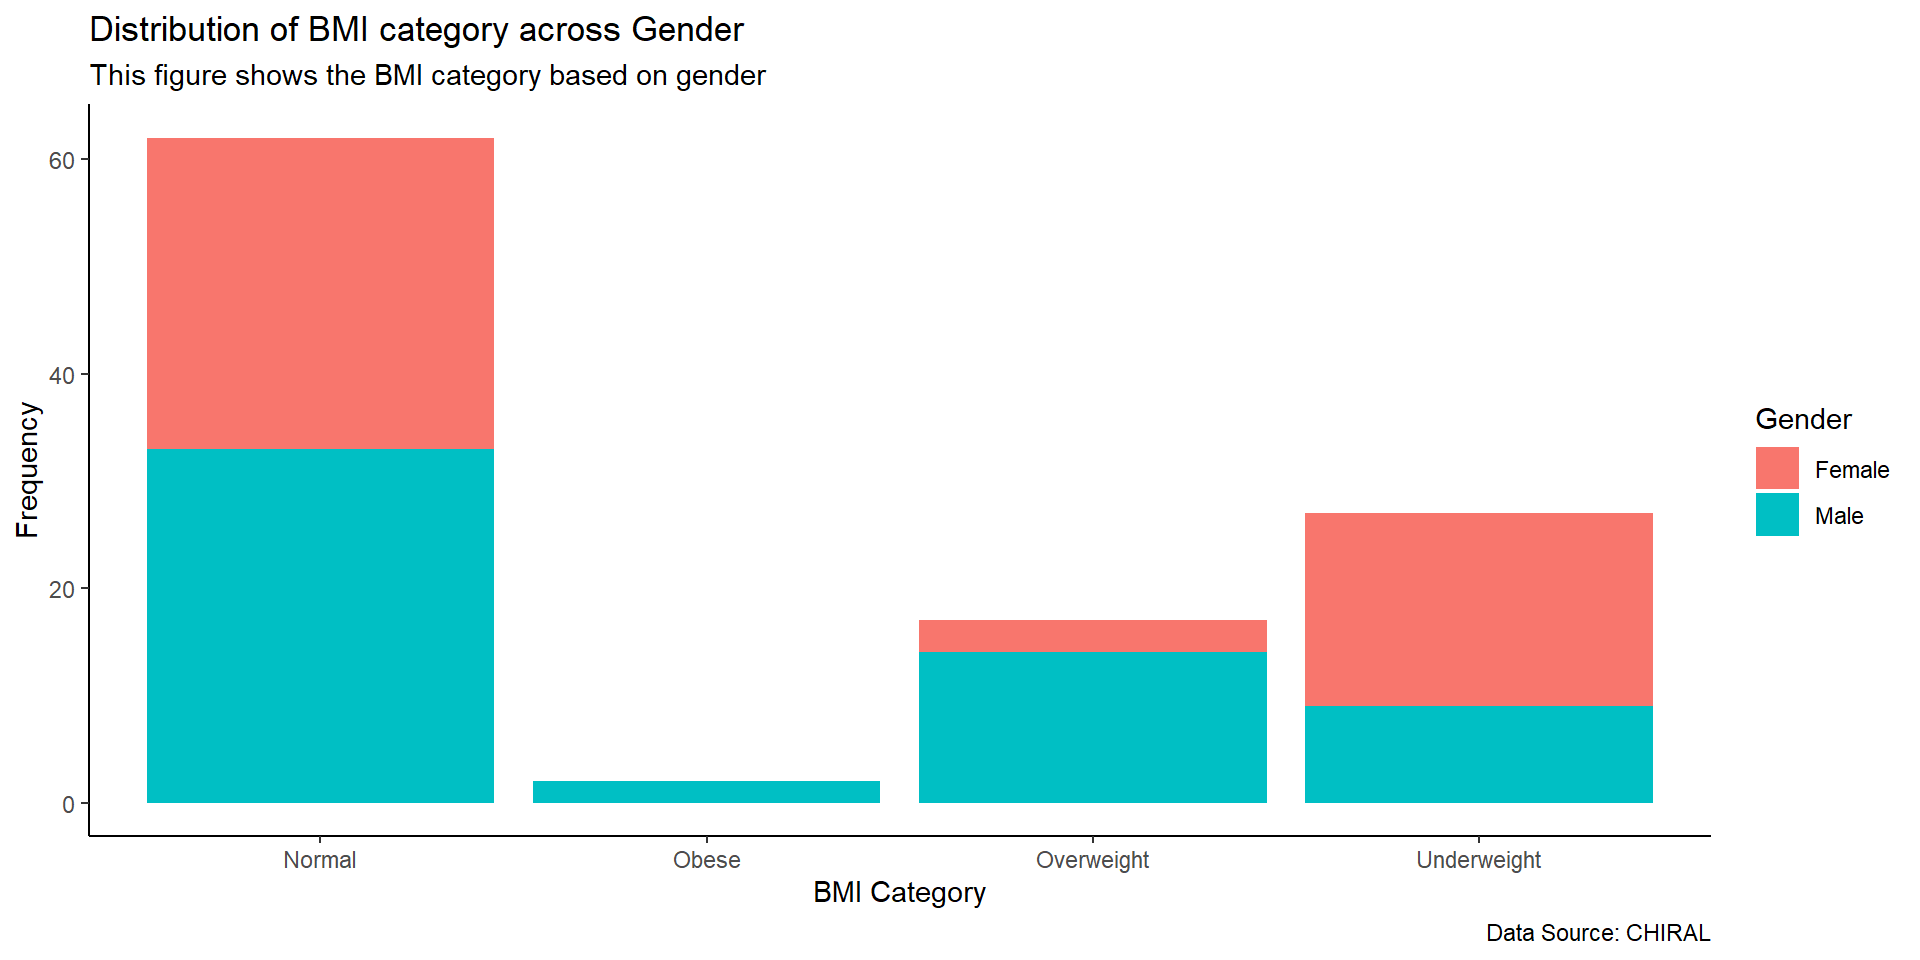 Distribution of BMI category across Gender
This figure shows the BMI category based on gender
60
40
20
0
Frequency
Normal
Obese
Overweight
Underweight
BMI Category
Gender
Female
Male
Data Source: CHIRAL